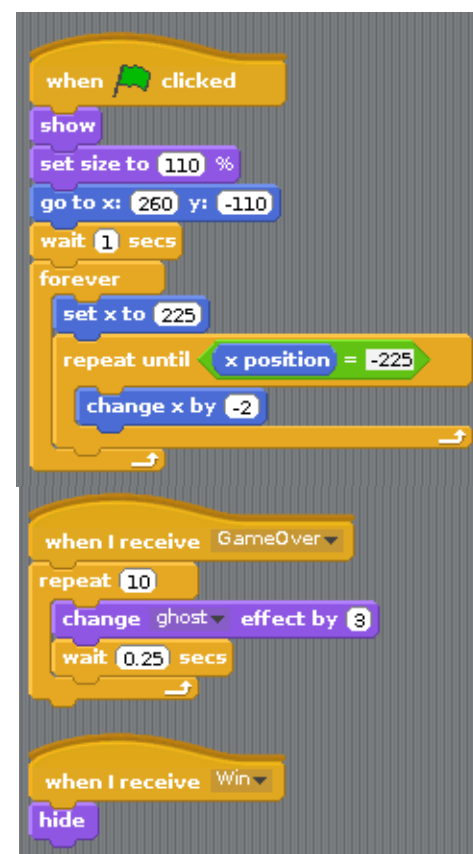 when clicked
show
set size to 110 %
go to x: 260 y: -110
wait 1 secs
forever
set x to 225
repeat until x position = -225
change x by -2
when I receive GameOver
repeat 10
change ghost effect by 3
wait 0.25 secs
when I receive Win
hide